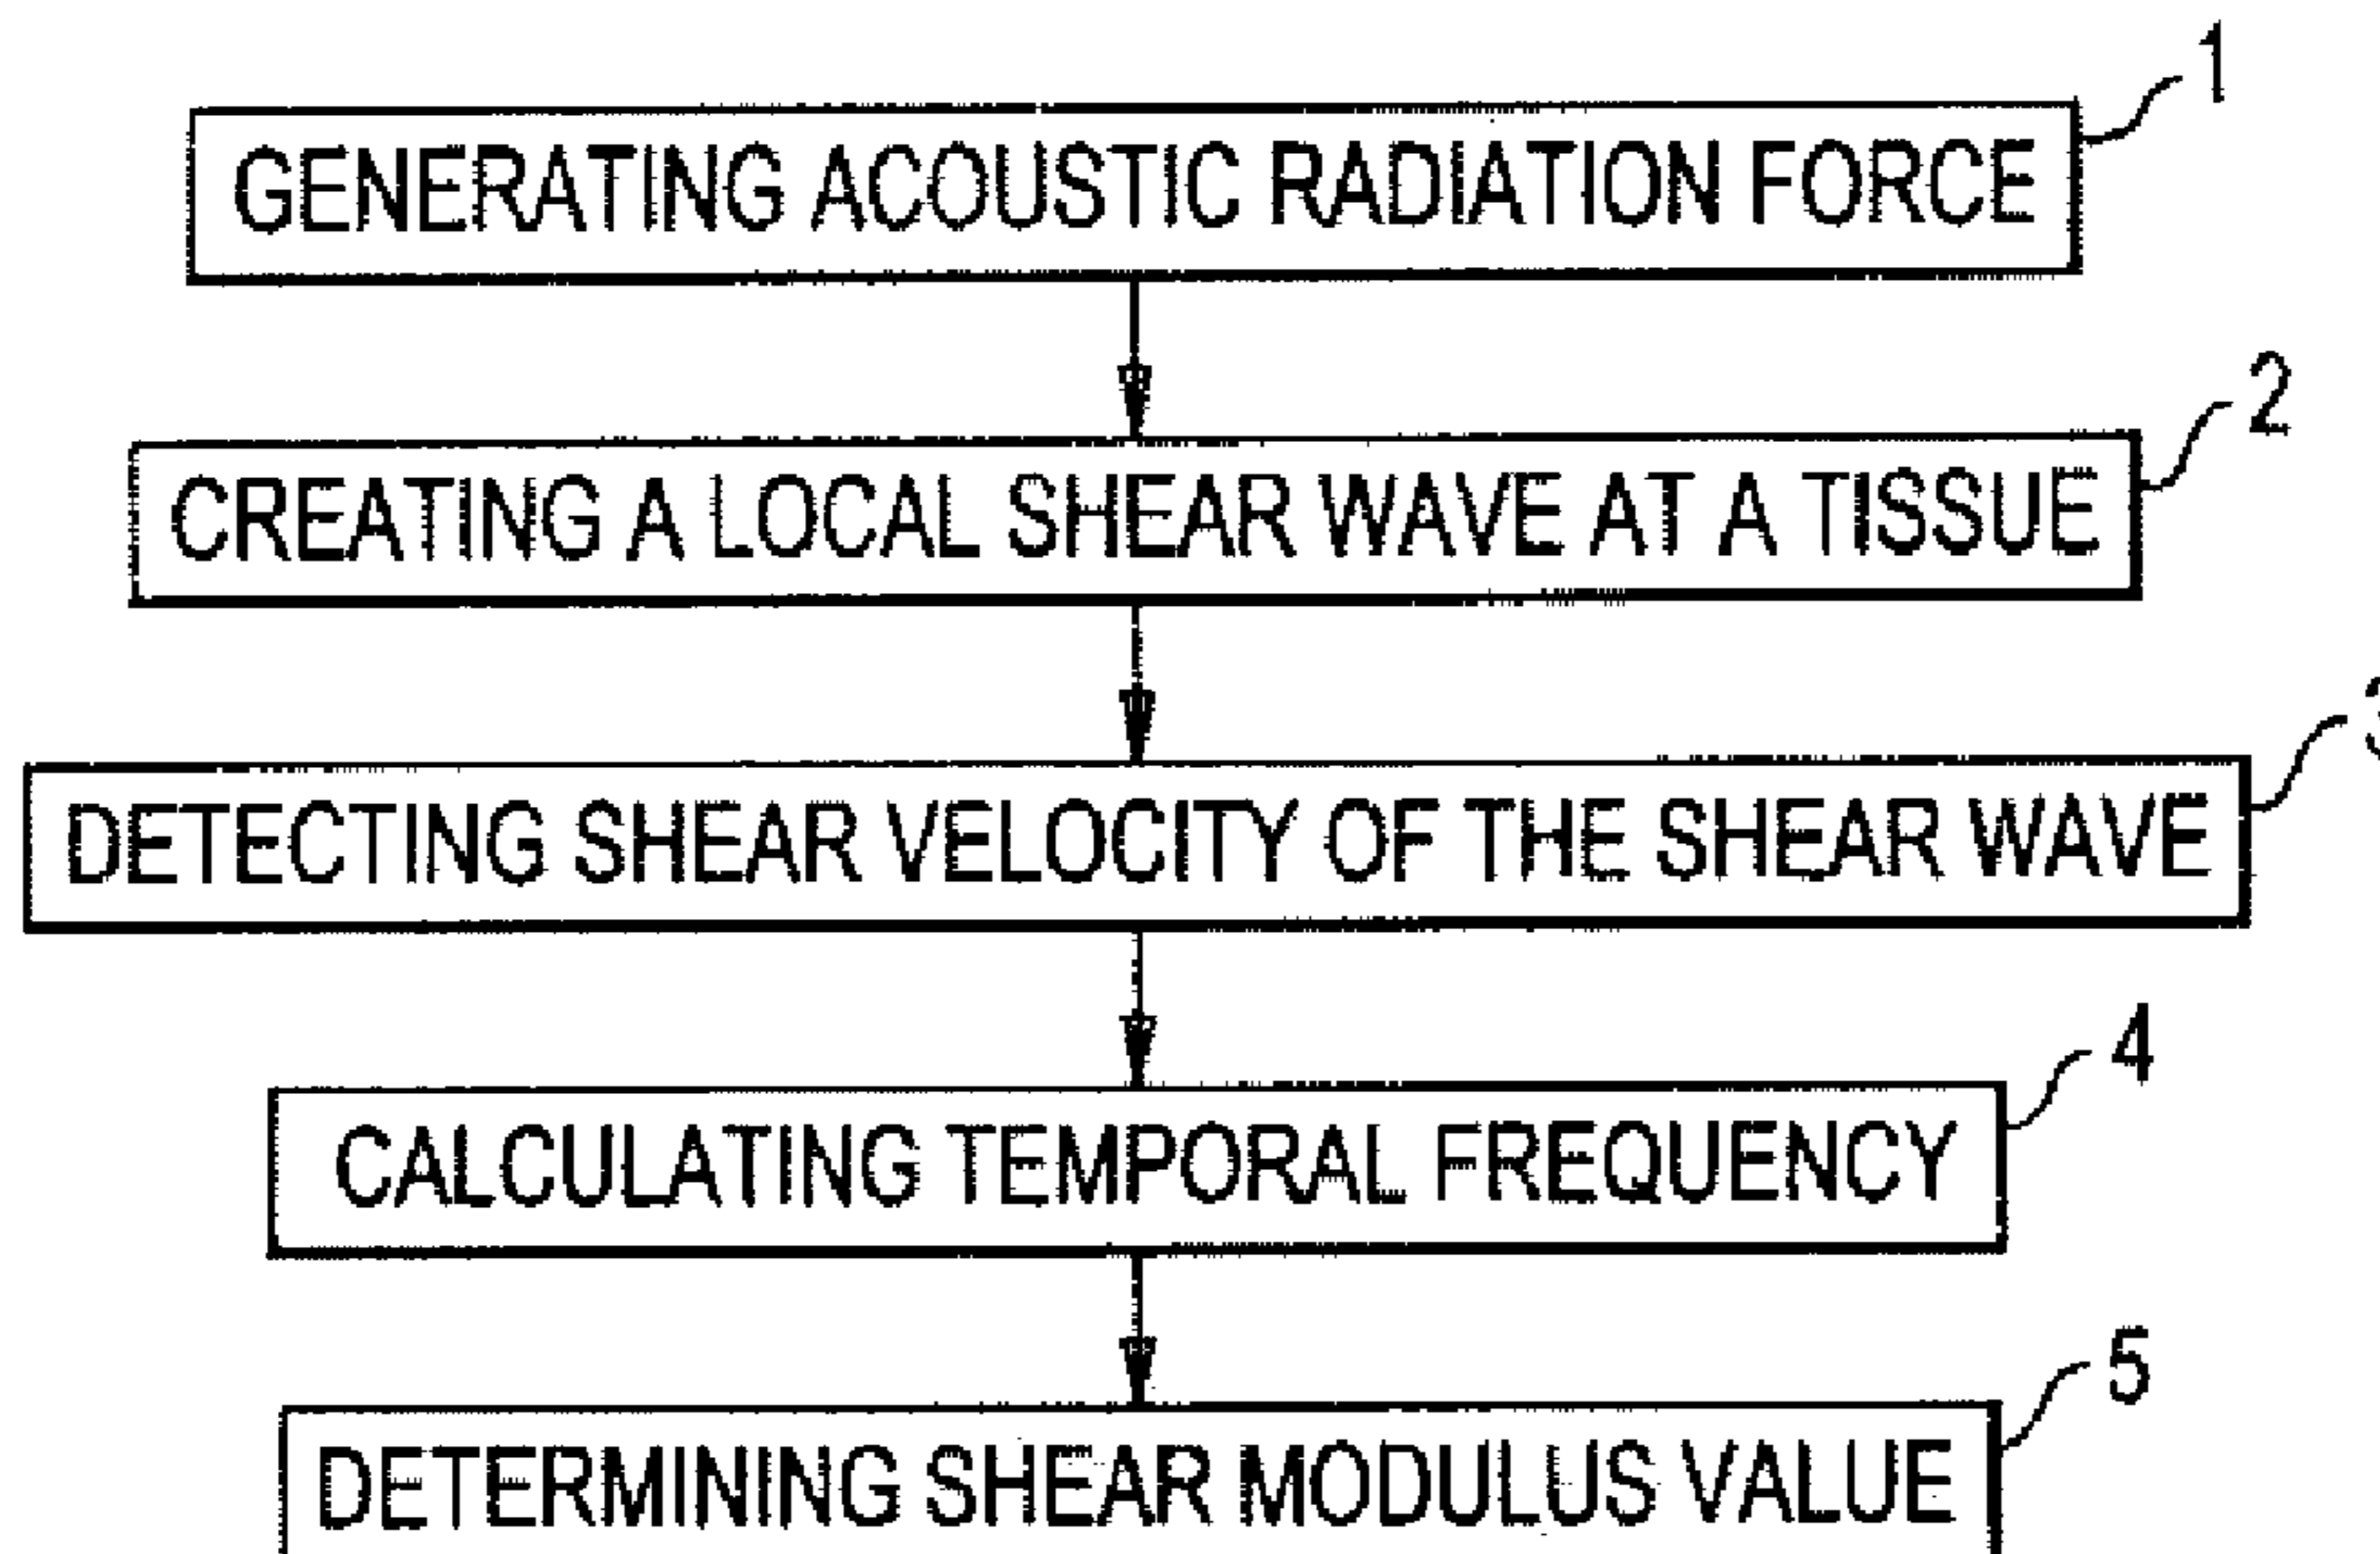 1
GENERATING ACOUSTIC RADIATION FORCE
2
CREATING A LOCAL SHEAR WAVE AT A TISSUE
3
DETECTING SHEAR VELOCITY OF THE SHEAR WAVE
4
CALCULATING TEMPORAL FREQUENCY
5
DETERMINING SHEAR MODULUS VALUE